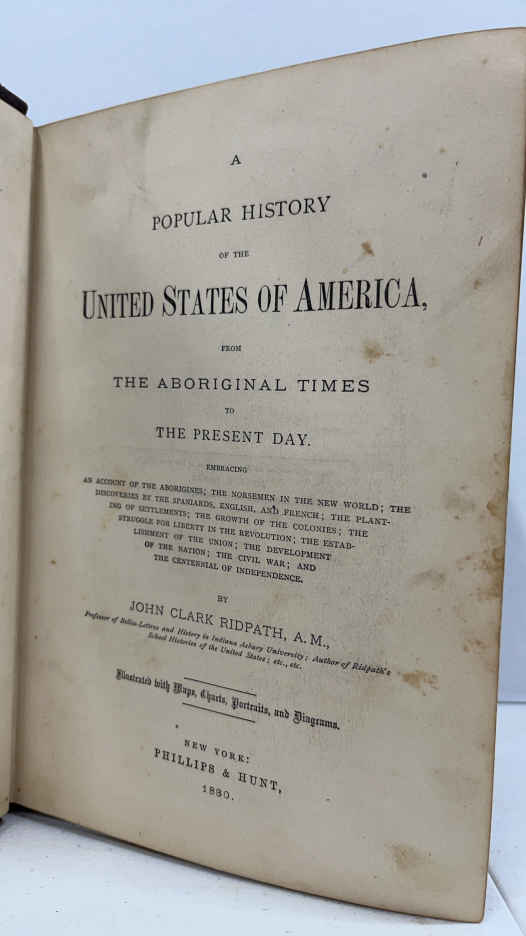 A
POPULAR HISTORY
OF THE
UNITED STATES OF AMERICA,
FROM
THE ABORIGINAL TIMES
TO
THE PRESENT DAY.
EMBRACING
AN ACCOUNT OF THE ABORIGINES; THE NORSEMEN IN THE NEW WORLD; THE
DISCOVERIES BY THE SPANIARDS, ENGLISH, AND FRENCH; THE PLANT-
ING OF SETTLEMENTS; THE GROWTH OF THE COLONIES; THE
STRUGGLE FOR LIBERTY IN THE REVOLUTION; THE ESTAB-
LISHMENT OF THE UNION; THE DEVELOPMENT
OF THE NATION; THE CIVIL WAR; AND
THE CENTENNIAL OF INDEPENDENCE.
BY
JOHN CLARK RIDPATH, A. M.,
Professor of Belles-Lettres and History in Indiana Asbury University; Author of Ridpath's
School Histories of the United States; etc., etc.
Illustrated with Maps, Charts, Portraits, and Diagrams.
NEW YORK:
PHILLIPS & HUNT,
1880.